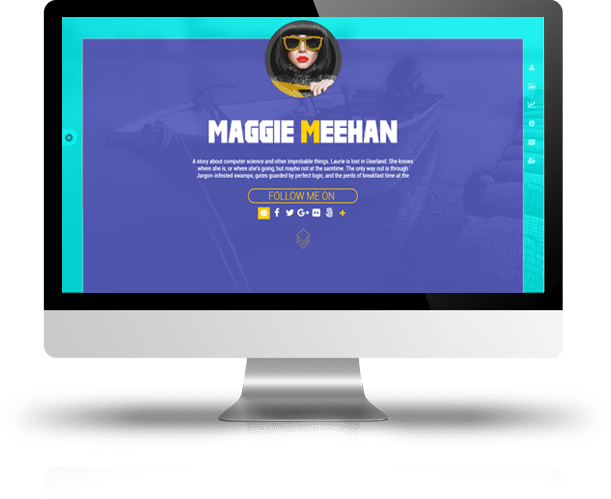 MAGGIE MEEHAN
A story about computer science and other improbable things. Laurie is lost in Userland. She knows
where she is, or where she's going, but maybe not at the samtime. The only way out is through
Jargon-infested swamps, gates guarded by perfect logic, and the perils of breakfast time at the
FOLLOW ME ON